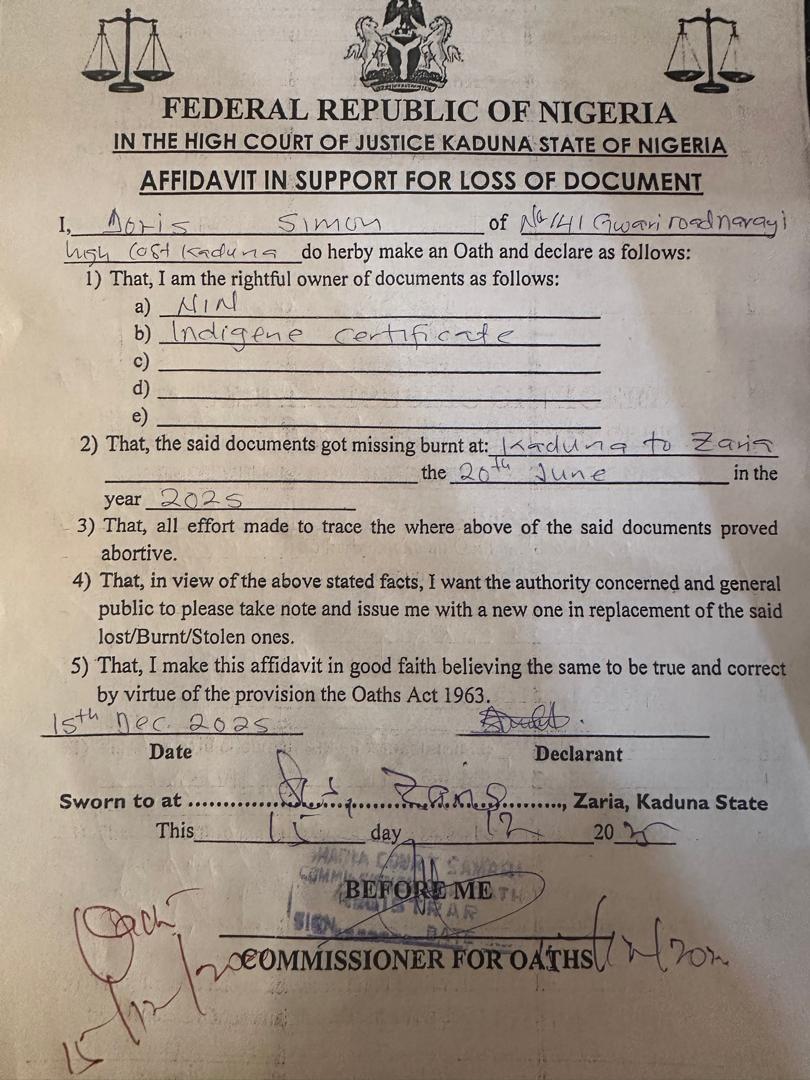 FEDERAL REPUBLIC OF NIGERIA
IN THE HIGH COURT OF JUSTICE KADUNA STATE OF NIGERIA
AFFIDAVIT IN SUPPORT FOR LOSS OF DOCUMENT
I, Doris Simon of No 141 Gwari road narayi
high Cost Kaduna do herby make an Oath and declare as follows:
1) That, I am the rightful owner of documents as follows:
a) NIN
b) Indigene certificate
c)
d)
e)
2) That, the said documents got missing burnt at: Kaduna to Zaria
the 20th June in the
year 2025
3) That, all effort made to trace the where above of the said documents proved
abortive.
4) That, in view of the above stated facts, I want the authority concerned and general
public to please take note and issue me with a new one in replacement of the said
lost/Burnt/Stolen ones.
5) That, I make this affidavit in good faith believing the same to be true and correct
by virtue of the provision the Oaths Act 1963.
15th Dec. 2025
Date Declarant
Sworn to at ......................, Zaria, Kaduna State
This 15 day 12 2025
BEFORE ME
SIGN
DATE
COMMISSIONER FOR OATHS
15/12/20